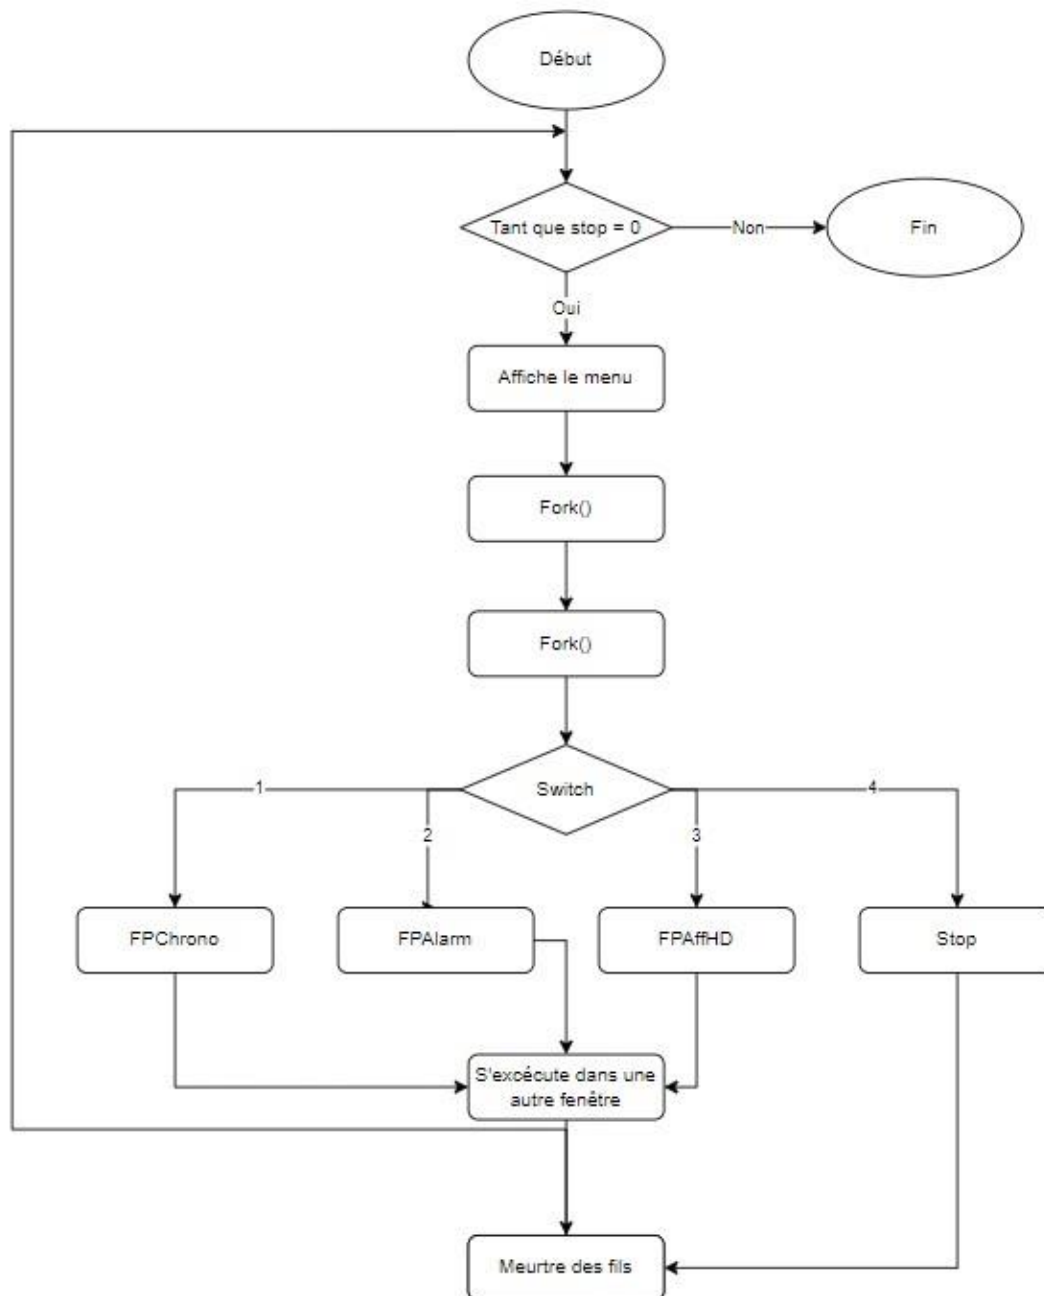 Début
Tant que stop = 0
Non
Fin
Oui
Affiche le menu
Fork()
Fork()
Switch
1
2
3
4
FPChrono
FPAlarm
FPAffHD
Stop
S'excécute dans une
autre fenêtre
Meurtre des fils